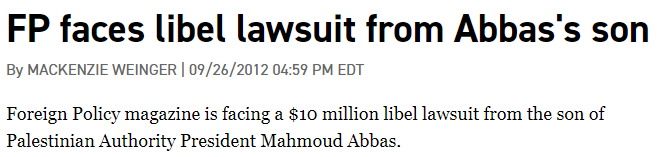 FP faces libel lawsuit from Abbas's son
By MACKENZIE WEINGER | 09/26/2012 04:59 PM EDT
Foreign Policy magazine is facing a $10 million libel lawsuit from the son of
Palestinian Authority President Mahmoud Abbas.